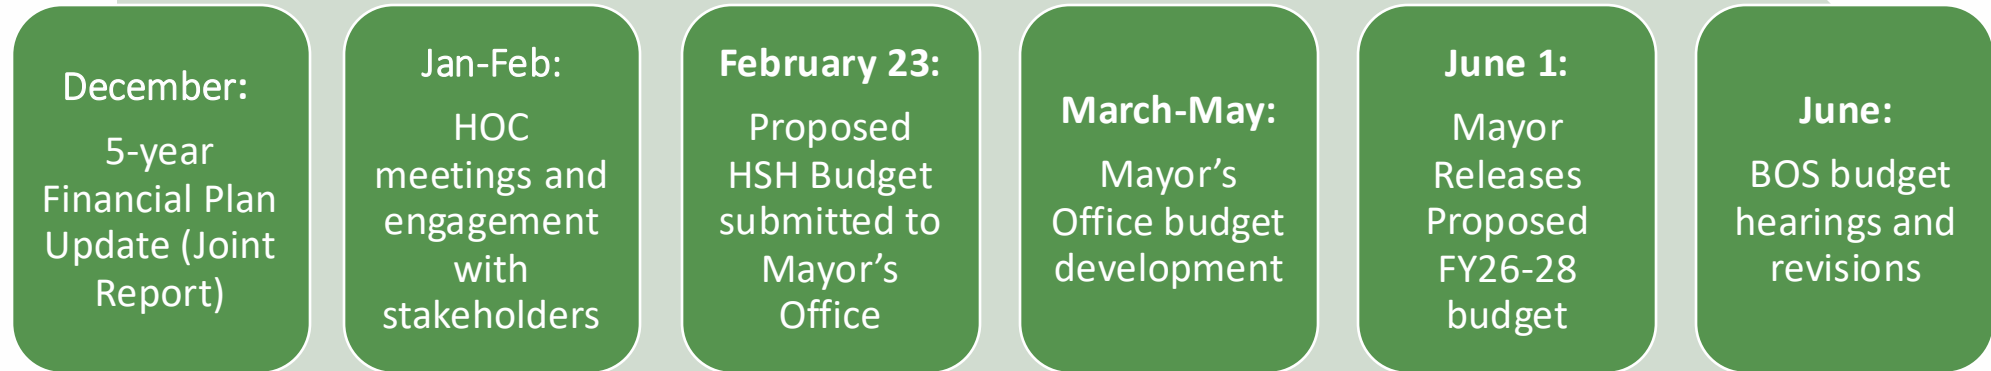 December:
5-year
Financial Plan
Update (Joint
Report)
Jan-Feb:
HOC
meetings and
engagement
with
stakeholders
February 23:
Proposed
HSH Budget
submitted to
Mayor’s
Office
March-May:
Mayor’s
Office budget
development
June 1:
Mayor
Releases
Proposed
FY26-28
budget
June:
BOS budget
hearings and
revisions